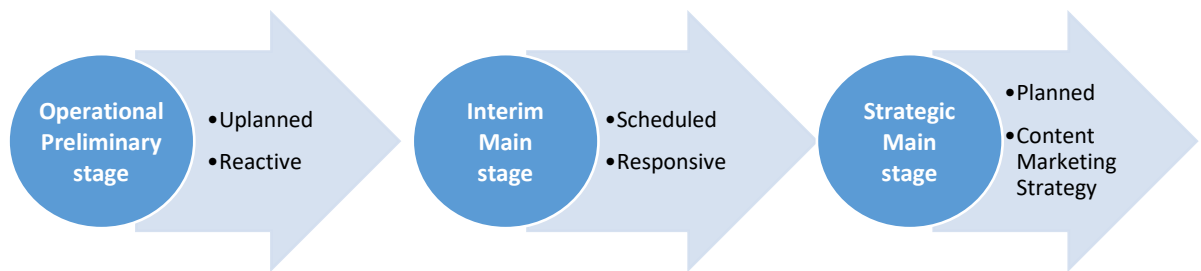 Operational
Preliminary
stage
•Uplanned
•Reactive
Interim
Main
stage
•Scheduled
•Responsive
Strategic
Main
stage
•Planned
•Content
Marketing
Strategy